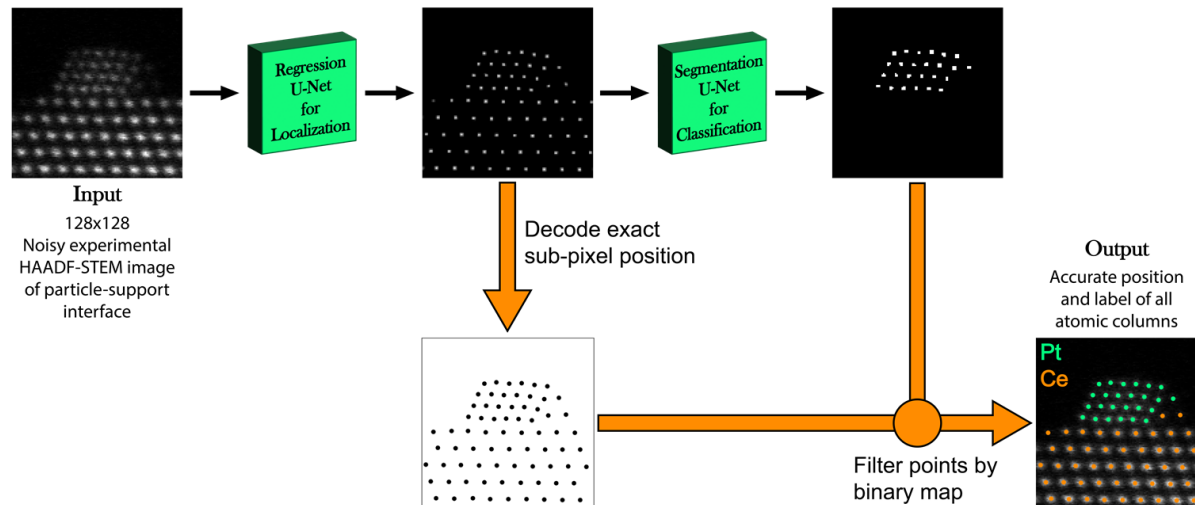 Regression
U-Net
for
Localization
Segmentation
U-Net
for
Classification
Input
128x128
Noisy experimental
HAADF-STEM image
of particle-support
interface
Decode exact
sub-pixel position
Filter points by
binary map
Output
Accurate position
and label of all
atomic columns
Pt
Ce